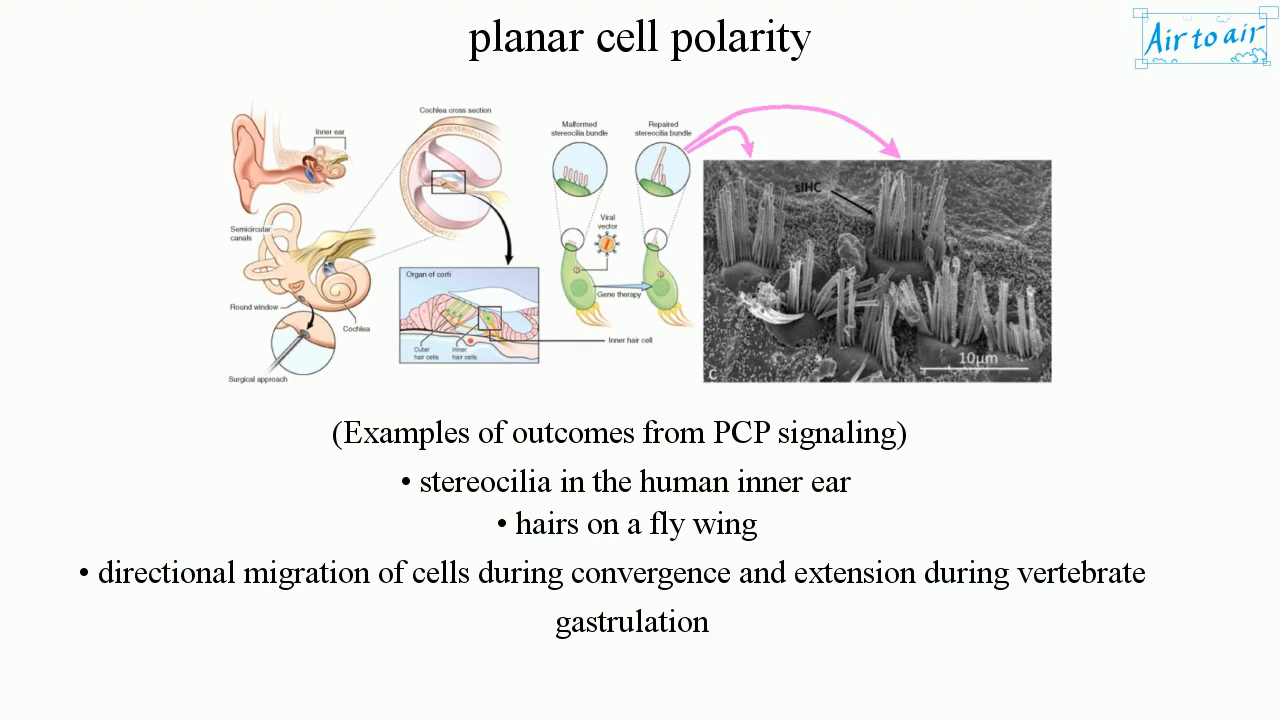 planar cell polarity
Air to air
Cochlea cross section
Inner ear
Malformed
stereocilia bundle
Repaired
stereocilia bundle
sIHC
Semicircular
canals
Viral
vector
Organ of corti
Gene therapy
Round window
Cochlea
Outer
hair cells
Inner
hair cells
Inner hair cell
Surgical approach
10μm
C
(Examples of outcomes from PCP signaling)
• stereocilia in the human inner ear
• hairs on a fly wing
• directional migration of cells during convergence and extension during vertebrate
gastrulation